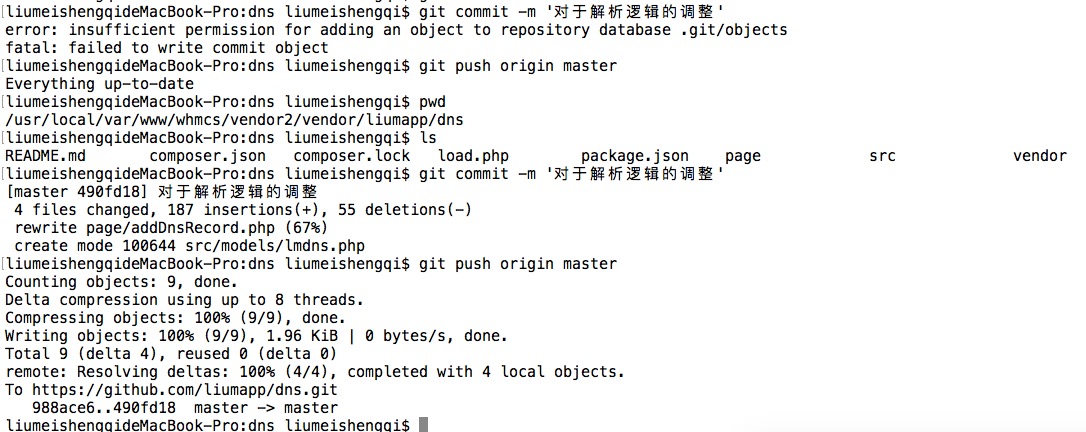 [liumeishengqideMacBook-Pro:dns liumeishengqi$ git commit -m '对于解析逻辑的调整'
error: insufficient permission for adding an object to repository database .git/objects
fatal: failed to write commit object
[liumeishengqideMacBook-Pro:dns liumeishengqi$ git push origin master
Everything up-to-date
[liumeishengqideMacBook-Pro:dns liumeishengqi$ pwd
/usr/local/var/www/whmcs/vendor2/vendor/liumapp/dns
[liumeishengqideMacBook-Pro:dns liumeishengqi$ ls
README.md composer.json composer.lock load.php package.json page src vendor
[liumeishengqideMacBook-Pro:dns liumeishengqi$ git commit -m '对于解析逻辑的调整'
[master 490fd18] 对于解析逻辑的调整
4 files changed, 187 insertions(+), 55 deletions(-)
rewrite page/addDnsRecord.php (67%)
create mode 100644 src/models/lmdns.php
[liumeishengqideMacBook-Pro:dns liumeishengqi$ git push origin master
Counting objects: 9, done.
Delta compression using up to 8 threads.
Compressing objects: 100% (9/9), done.
Writing objects: 100% (9/9), 1.96 KiB | 0 bytes/s, done.
Total 9 (delta 4), reused 0 (delta 0)
remote: Resolving deltas: 100% (4/4), completed with 4 local objects.
To https://github.com/liumapp/dns.git
988ace6..490fd18 master -> master
liumeishengqideMacBook-Pro:dns liumeishengqi$